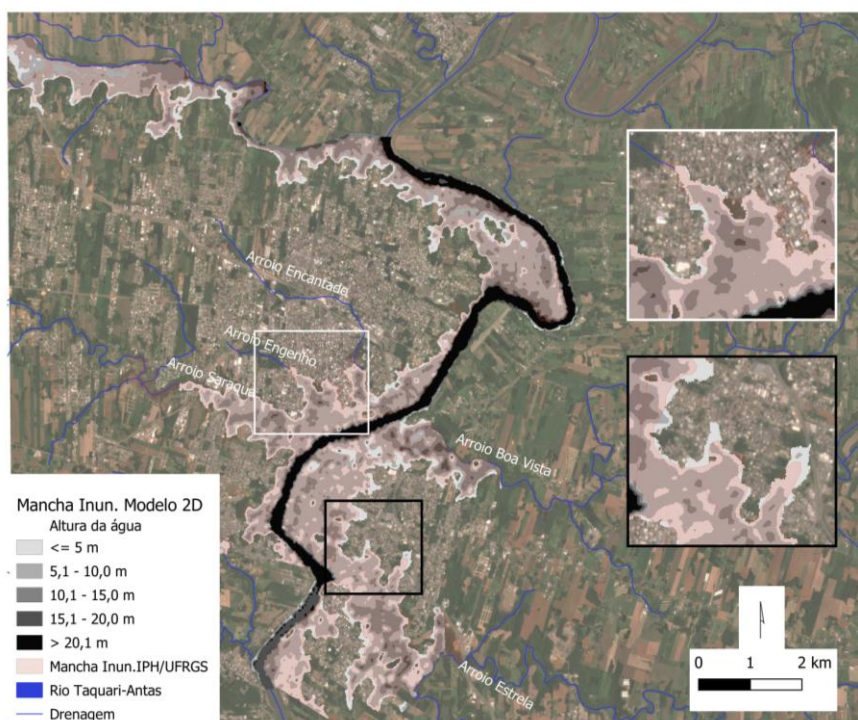 Arroio Encantado
Arroio Engenho
Arroio Saraquá
Arroio Boa Vista
Arroio Estrela
Mancha Inun. Modelo 2D
Altura da água
<= 5 m
5,1 - 10,0 m
10,1 - 15,0 m
15,1 - 20,0 m
> 20,1 m
Mancha Inun.IPH/UFRGS
Rio Taquari-Antas
Drenagem
0 1 2 km